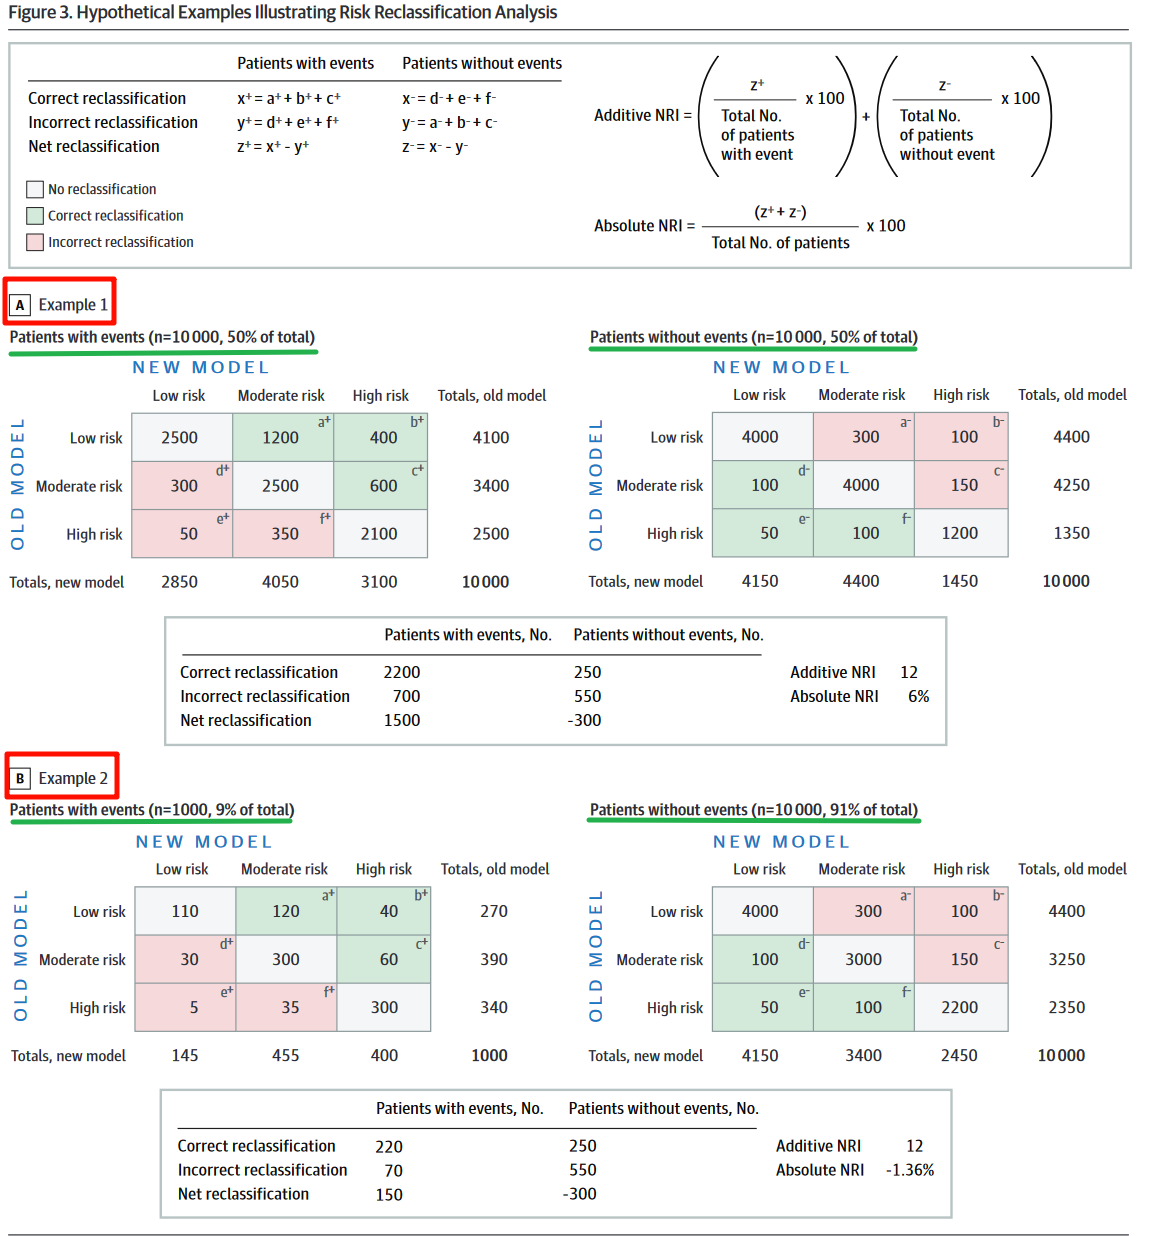 Figure 3. Hypothetical Examples Illustrating Risk Reclassification Analysis
Patients with events Patients without events
Correct reclassification x+ = a+ + b+ + c+ x- = d- + e- + f-
Incorrect reclassification y+ = d+ + e+ + f+ y- = a- + b- + c-
Net reclassification z+ = x+ - y+ z- = x- - y-
No reclassification
Correct reclassification
Incorrect reclassification
Additive NRI = ( z+ / Total No. of patients with event x 100 ) + ( z- / Total No. of patients without event x 100 )
Absolute NRI = (z+ + z-) / Total No. of patients x 100
A Example 1
Patients with events (n=10 000, 50% of total)
NEW MODEL
Low risk Moderate risk High risk Totals, old model
OLD MODEL
Low risk 2500 1200 a+ 400 b+ 4100
Moderate risk 300 d+ 2500 600 c+ 3400
High risk 50 e+ 350 f+ 2100 2500
Totals, new model 2850 4050 3100 10 000
Patients without events (n=10 000, 50% of total)
NEW MODEL
Low risk Moderate risk High risk Totals, old model
OLD MODEL
Low risk 4000 300 a- 100 b- 4400
Moderate risk 100 d- 4000 150 c- 4250
High risk 50 e- 100 f- 1200 1350
Totals, new model 4150 4400 1450 10 000
Patients with events, No. Patients without events, No.
Correct reclassification 2200 250 Additive NRI 12
Incorrect reclassification 700 550 Absolute NRI 6%
Net reclassification 1500 -300
B Example 2
Patients with events (n=1000, 9% of total)
NEW MODEL
Low risk Moderate risk High risk Totals, old model
OLD MODEL
Low risk 110 120 a+ 40 b+ 270
Moderate risk 30 d+ 300 60 c+ 390
High risk 5 e+ 35 f+ 300 340
Totals, new model 145 455 400 1000
Patients without events (n=10 000, 91% of total)
NEW MODEL
Low risk Moderate risk High risk Totals, old model
OLD MODEL
Low risk 4000 300 a- 100 b- 4400
Moderate risk 100 d- 3000 150 c- 3250
High risk 50 e- 100 f- 2200 2350
Totals, new model 4150 3400 2450 10 000
Patients with events, No. Patients without events, No.
Correct reclassification 220 250 Additive NRI 12
Incorrect reclassification 70 550 Absolute NRI -1.36%
Net reclassification 150 -300